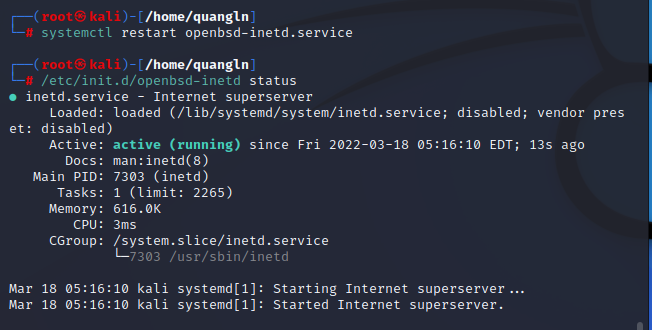 ┌──(root㉿kali)-[/home/quangln]
└─# systemctl restart openbsd-inetd.service
┌──(root㉿kali)-[/home/quangln]
└─# /etc/init.d/openbsd-inetd status
● inetd.service - Internet superserver
Loaded: loaded (/lib/systemd/system/inetd.service; disabled; vendor pres
et: disabled)
Active: active (running) since Fri 2022-03-18 05:16:10 EDT; 13s ago
Docs: man:inetd(8)
Main PID: 7303 (inetd)
Tasks: 1 (limit: 2265)
Memory: 616.0K
CPU: 3ms
CGroup: /system.slice/inetd.service
└─7303 /usr/sbin/inetd
Mar 18 05:16:10 kali systemd[1]: Starting Internet superserver...
Mar 18 05:16:10 kali systemd[1]: Started Internet superserver.